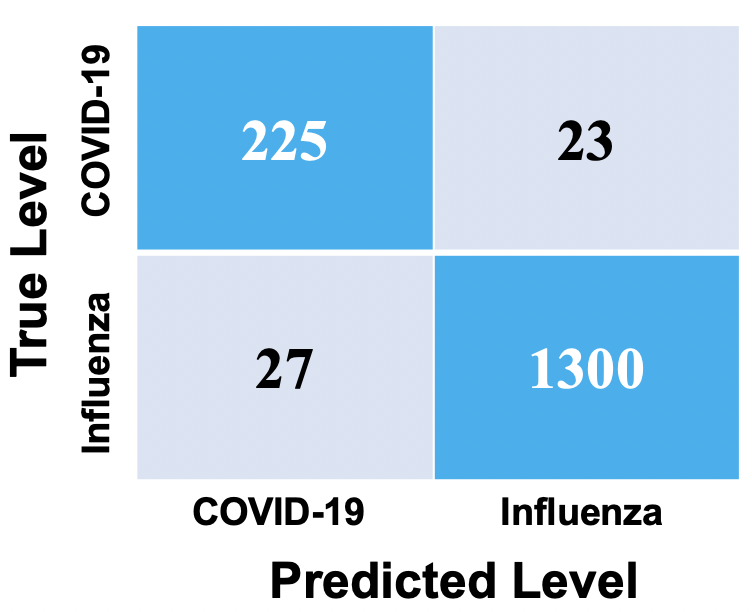 True Level
COVID-19
225
23
Influenza
27
1300
COVID-19
Influenza
Predicted Level